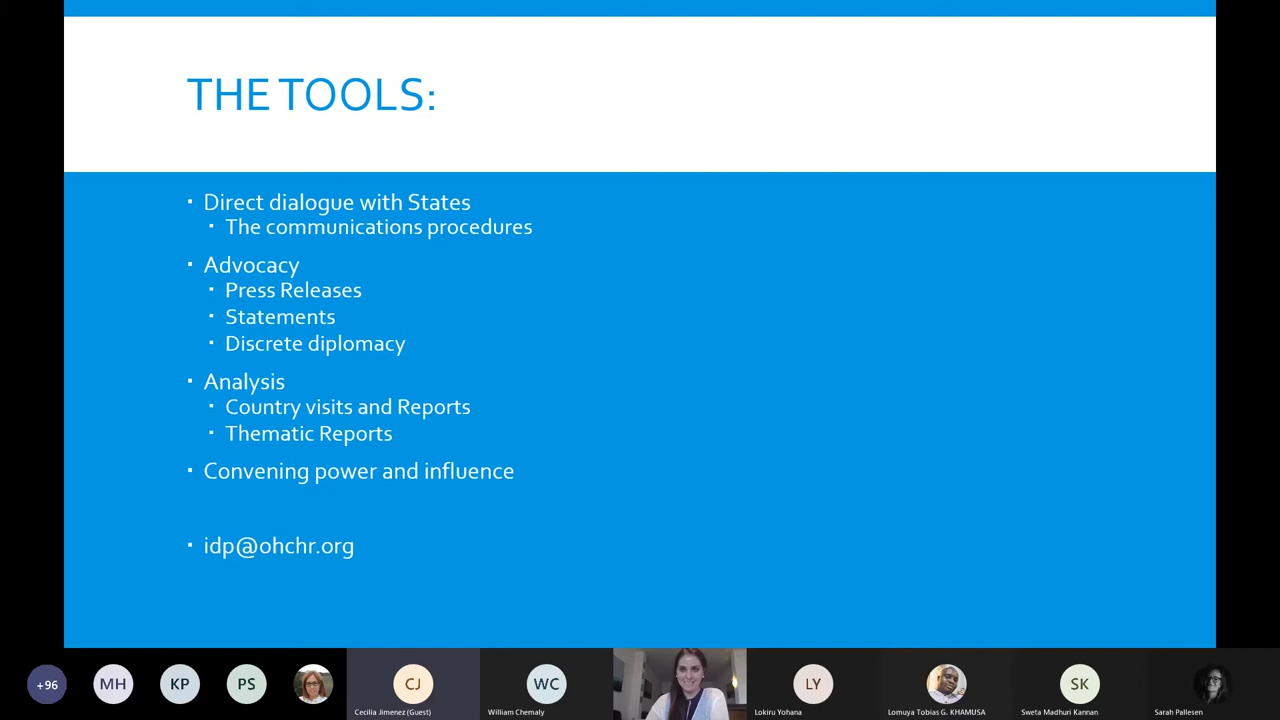 THE TOOLS:
Direct dialogue with States
The communications procedures
Advocacy
Press Releases
Statements
Discrete diplomacy
Analysis
Country visits and Reports
Thematic Reports
Convening power and influence
idp@ohchr.org
+96
MH
KP
PS
CJ
WC
LY
SK
Cecilia Jimenez (Guest)
William Chemaly
Lokiru Yohana
Lomuya Tobias G. KHAMUSA
Sweta Madhuri Kannan
Sarah Pallesen